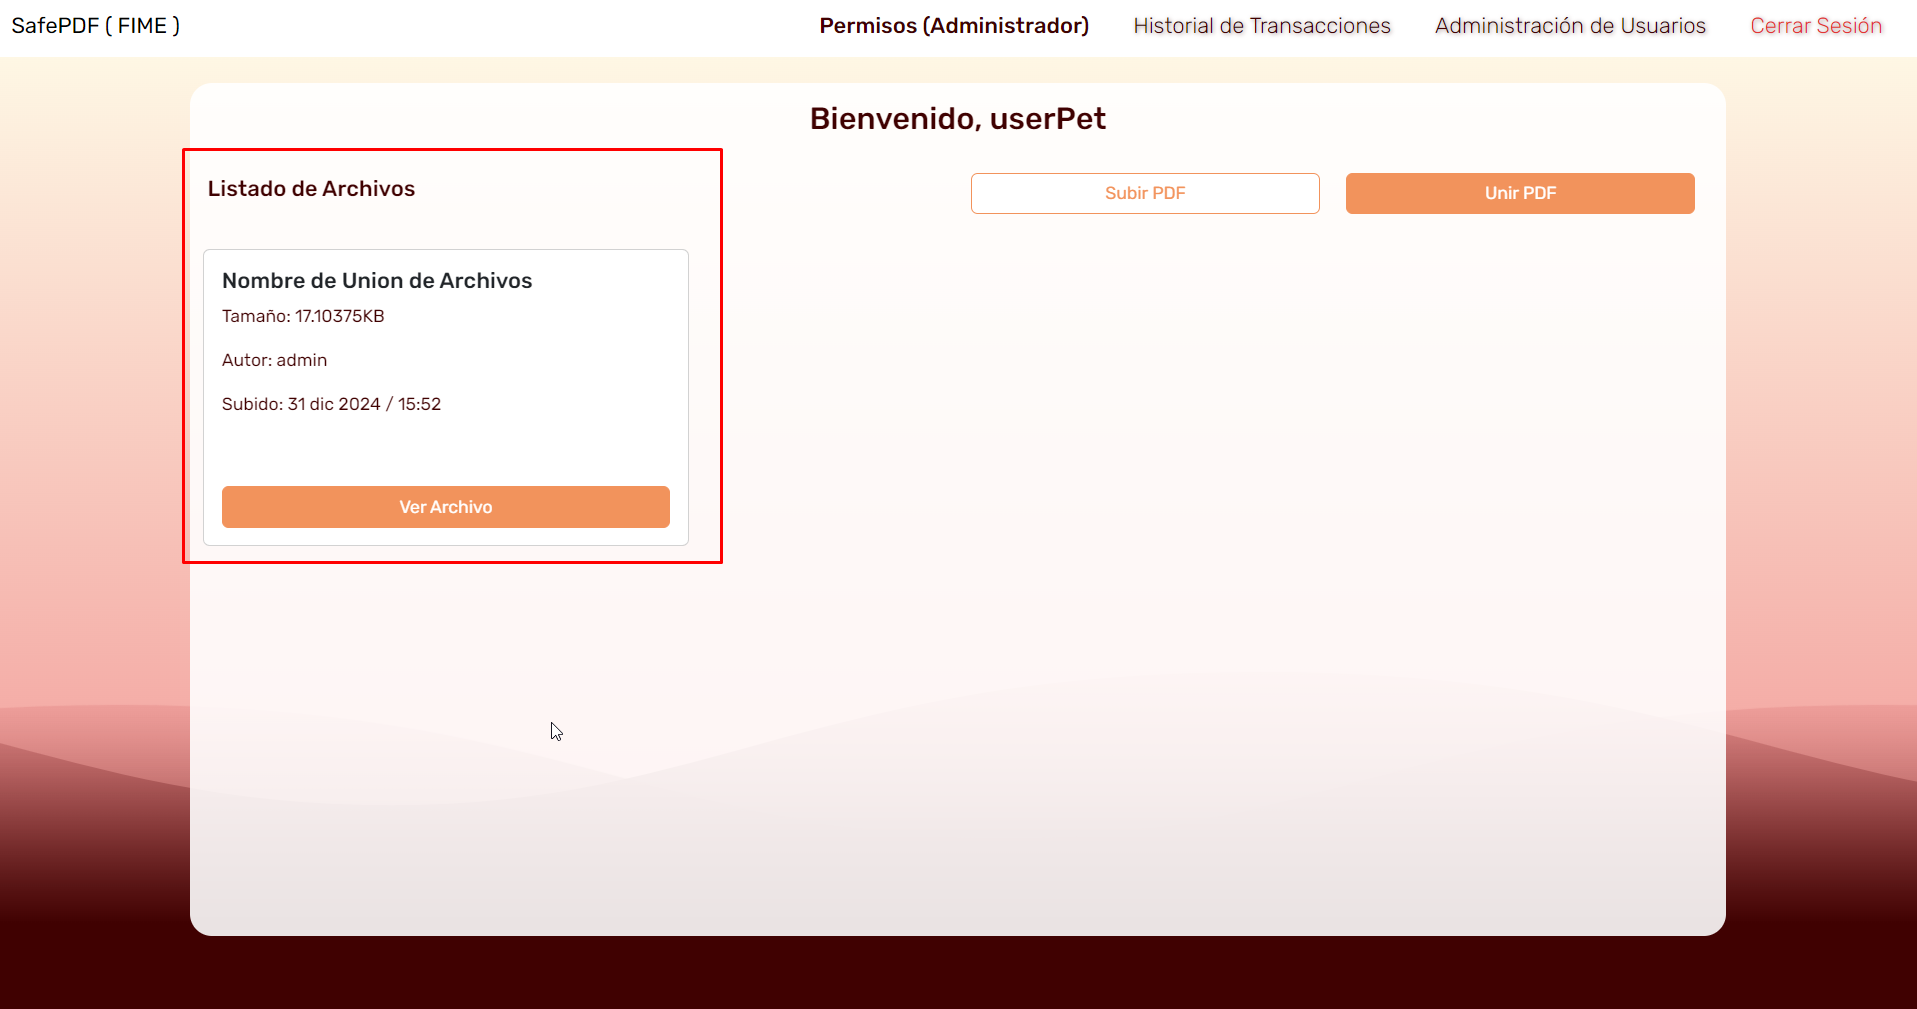 SafePDF ( FIME )
Permisos (Administrador)
Historial de Transacciones
Administración de Usuarios
Cerrar Sesión
Bienvenido, userPet
Listado de Archivos
Subir PDF
Unir PDF
Nombre de Union de Archivos
Tamaño: 17.10375KB
Autor: admin
Subido: 31 dic 2024 / 15:52
Ver Archivo